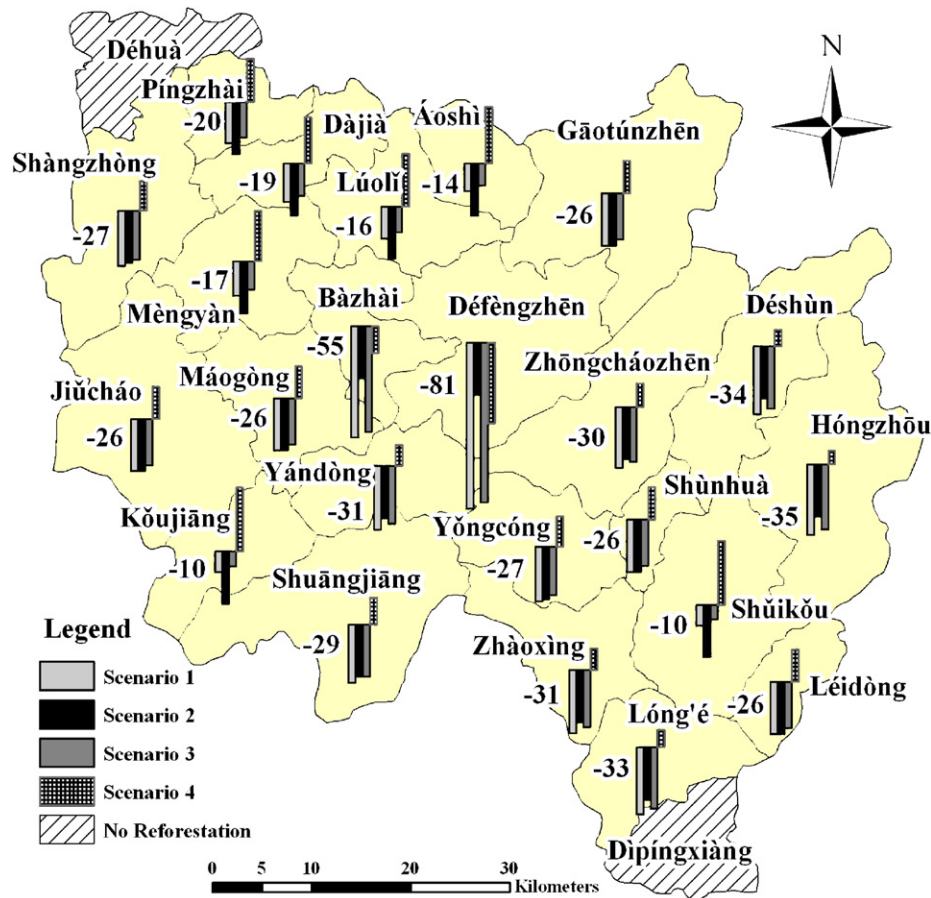 N
Déhuà
Píngzhài
-20
Dàjià
-19
Áoshì
-14
Gāotúnzhēn
-26
Shàngzhòng
-27
Lúolǐ
-16
-17
Mèngyàn
Bàzhài
-55
Défèngzhēn
-81
Déshùn
-34
Zhōngcháozhēn
-30
Jiǔcháo
-26
Máogòng
-26
Hóngzhōu
-35
Yándòng
-31
Shùnhuà
-26
Kǒujiāng
-10
Yǒngcóng
-27
Shuāngjiāng
-29
Shǔikǒu
-10
Zhàoxìng
-31
Léidòng
-26
Lóng'é
-33
Dìpíngxiàng
Legend
Scenario 1
Scenario 2
Scenario 3
Scenario 4
No Reforestation
0 5 10 20 30
Kilometers